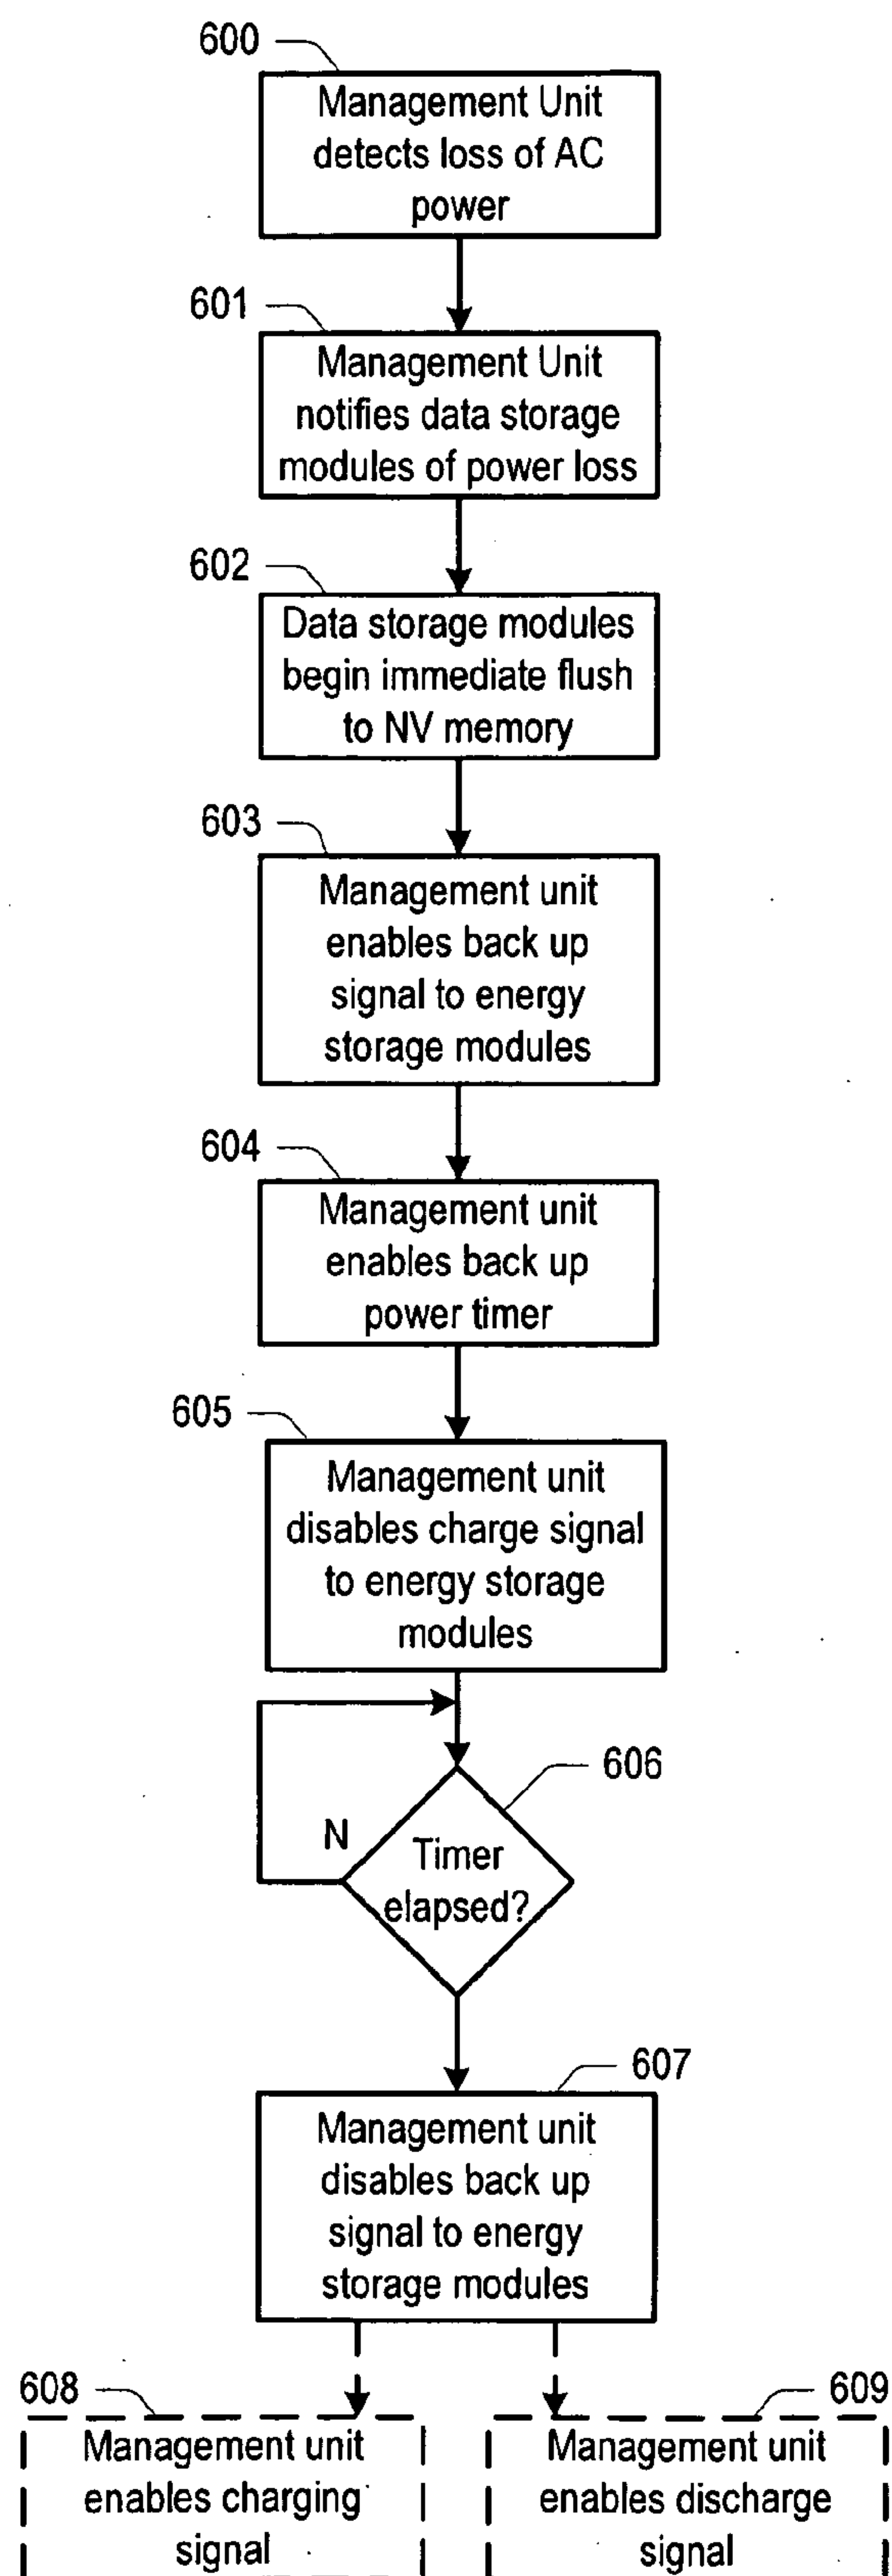 600
Management Unit
detects loss of AC
power
601
Management Unit
notifies data storage
modules of power loss
602
Data storage modules
begin immediate flush
to NV memory
603
Management unit
enables back up
signal to energy
storage modules
604
Management unit
enables back up
power timer
605
Management unit
disables charge signal
to energy storage
modules
606
N
Timer
elapsed?
607
Management unit
disables back up
signal to energy
storage modules
608
Management unit
enables charging
signal
609
Management unit
enables discharge
signal